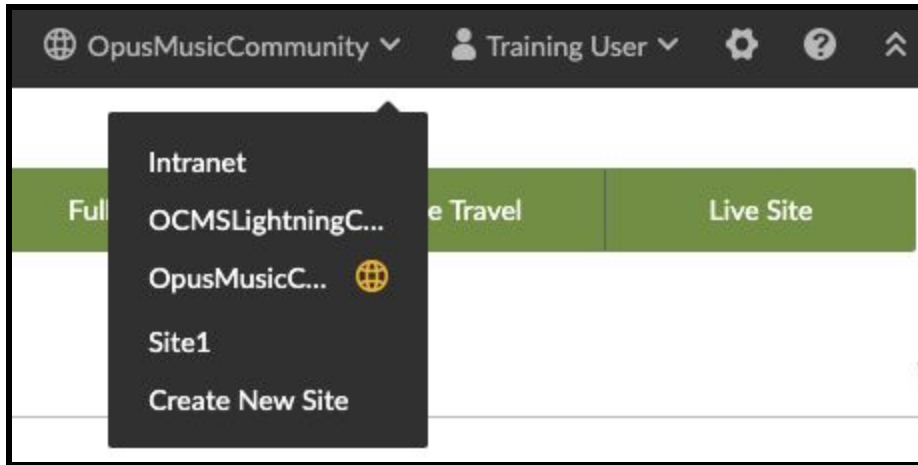 OpusMusicCommunity Training User
Intranet
Full e Travel Live Site
OCMSLightningC...
OpusMusicC...
Site1
Create New Site